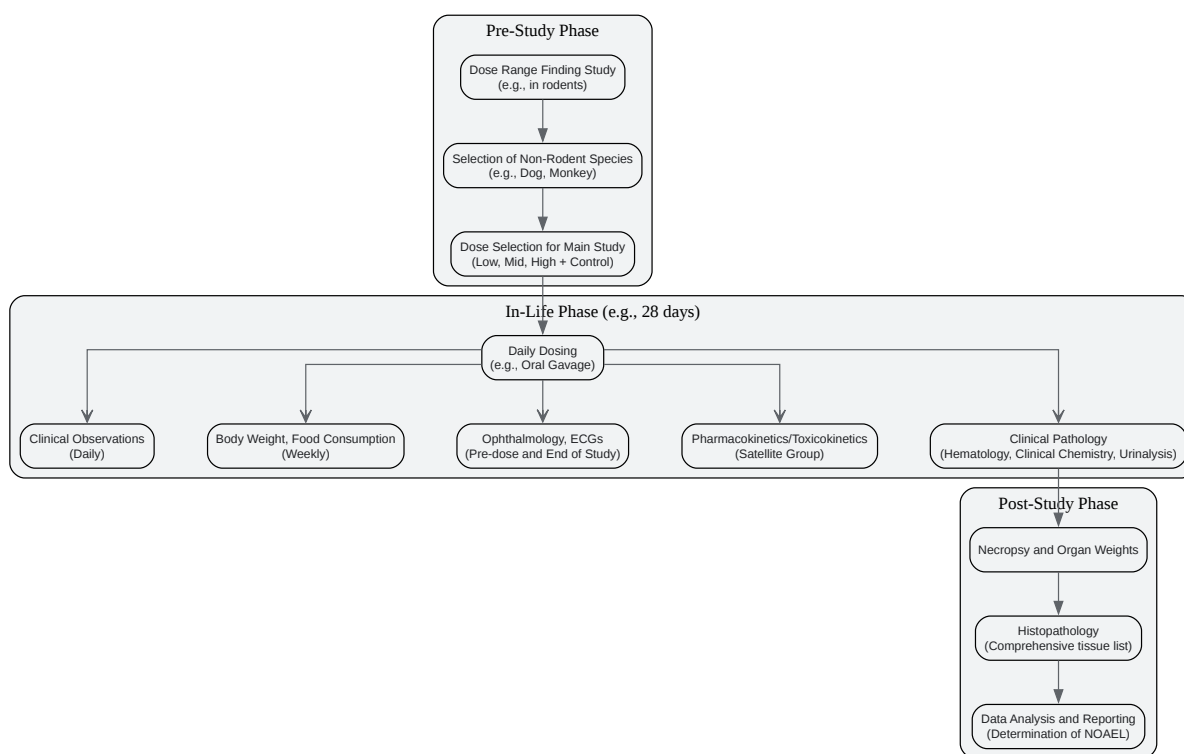 Pre-Study Phase
Dose Range Finding Study
(e.g., in rodents)
Selection of Non-Rodent Species
(e.g., Dog, Monkey)
Dose Selection for Main Study
(Low, Mid, High + Control)
In-Life Phase (e.g., 28 days)
Daily Dosing
(e.g., Oral Gavage)
Clinical Observations
(Daily)
Body Weight, Food Consumption
(Weekly)
Ophthalmology, ECGs
(Pre-dose and End of Study)
Pharmacokinetics/Toxicokinetics
(Satellite Group)
Clinical Pathology
(Hematology, Clinical Chemistry, Urinalysis)
Post-Study Phase
Necropsy and Organ Weights
Histopathology
(Comprehensive tissue list)
Data Analysis and Reporting
(Determination of NOAEL)